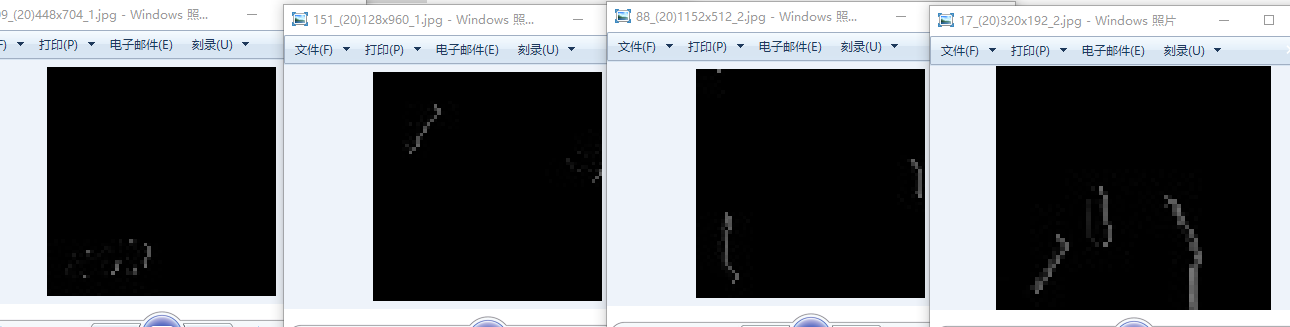 9_(20)448x704_1.jpg - Windows 照...
打印(P) 电子邮件(E) 刻录(U)
151_(20)128x960_1.jpg - Windows 照...
文件(F) 打印(P) 电子邮件(E) 刻录(U)
88_(20)1152x512_2.jpg - Windows 照...
文件(F) 打印(P) 电子邮件(E) 刻录(U)
17_(20)320x192_2.jpg - Windows 照片
文件(F) 打印(P) 电子邮件(E) 刻录(U)